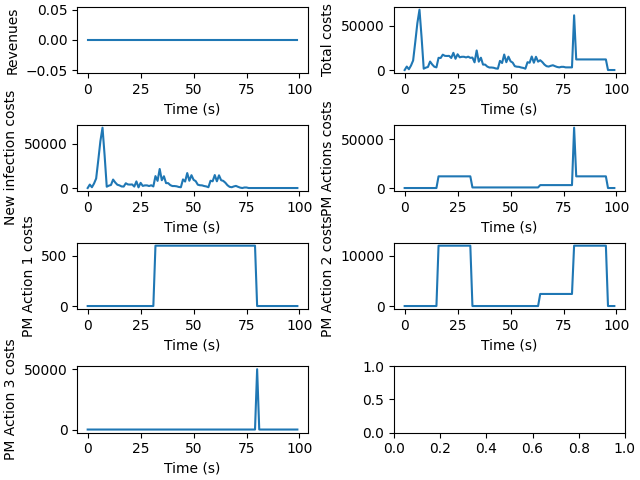 Revenues
0.05
0.00
−0.05
0 25 50 75 100
Time (s)
Total costs
50000
0
0 25 50 75 100
Time (s)
New infection costs
50000
0
0 25 50 75 100
Time (s)
PM Actions costs
50000
0
0 25 50 75 100
Time (s)
PM Action 1 costs
500
0
0 25 50 75 100
Time (s)
PM Action 2 costs
10000
0
0 25 50 75 100
Time (s)
PM Action 3 costs
50000
0
0 25 50 75 100
Time (s)
1.0
0.5
0.0
0.0 0.2 0.4 0.6 0.8 1.0